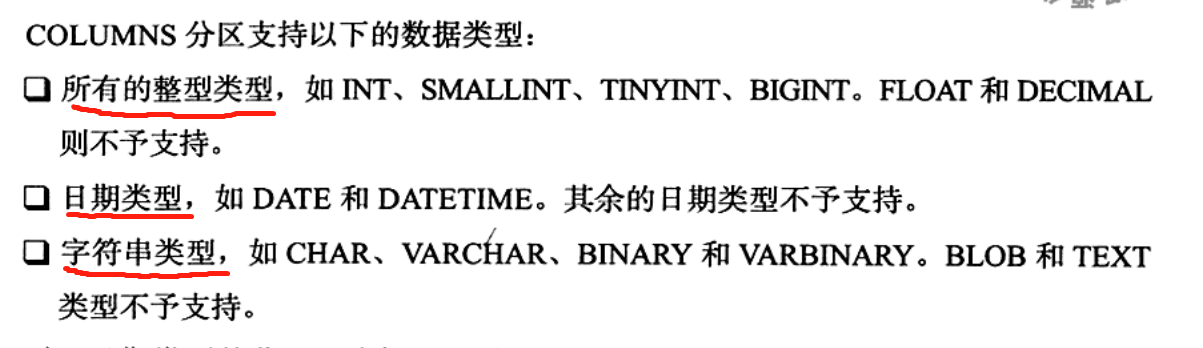 COLUMNS 分区支持以下的数据类型：
❑ 所有的整型类型，如 INT、SMALLINT、TINYINT、BIGINT。FLOAT 和 DECIMAL
则不予支持。
❑ 日期类型，如 DATE 和 DATETIME。其余的日期类型不予支持。
❑ 字符串类型，如 CHAR、VARCHAR、BINARY 和 VARBINARY。BLOB 和 TEXT
类型不予支持。